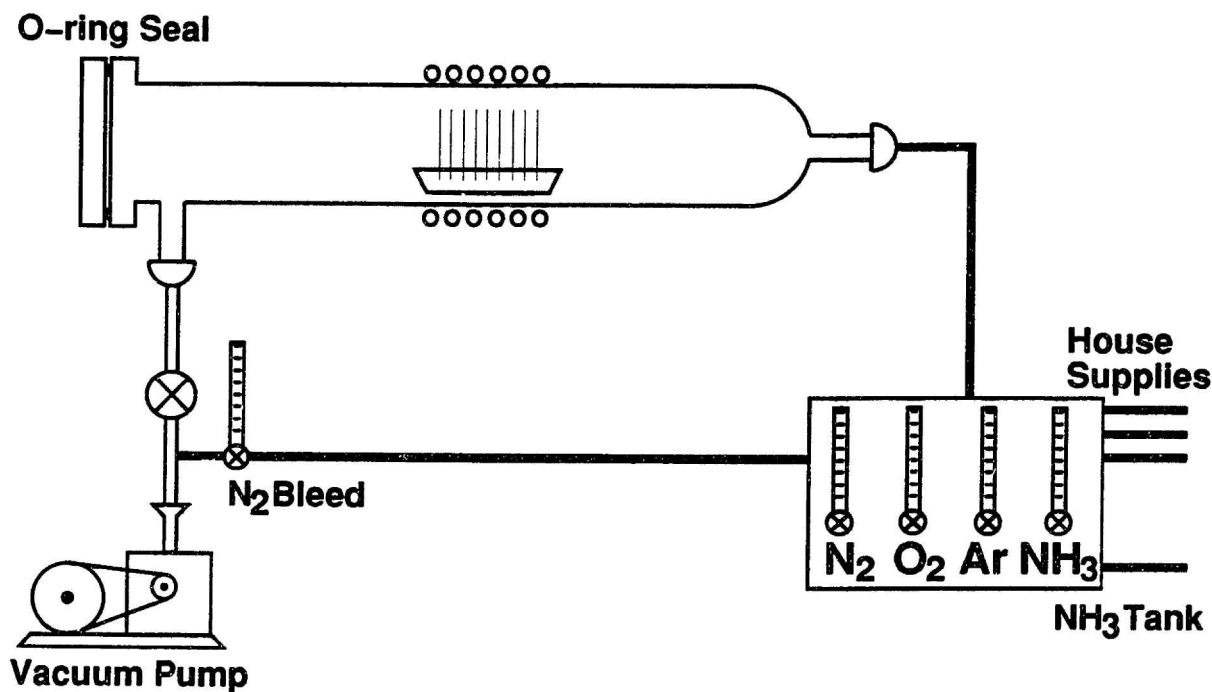 O-ring Seal
House
Supplies
N2 Bleed
N2 O2 Ar NH3
NH3 Tank
Vacuum Pump